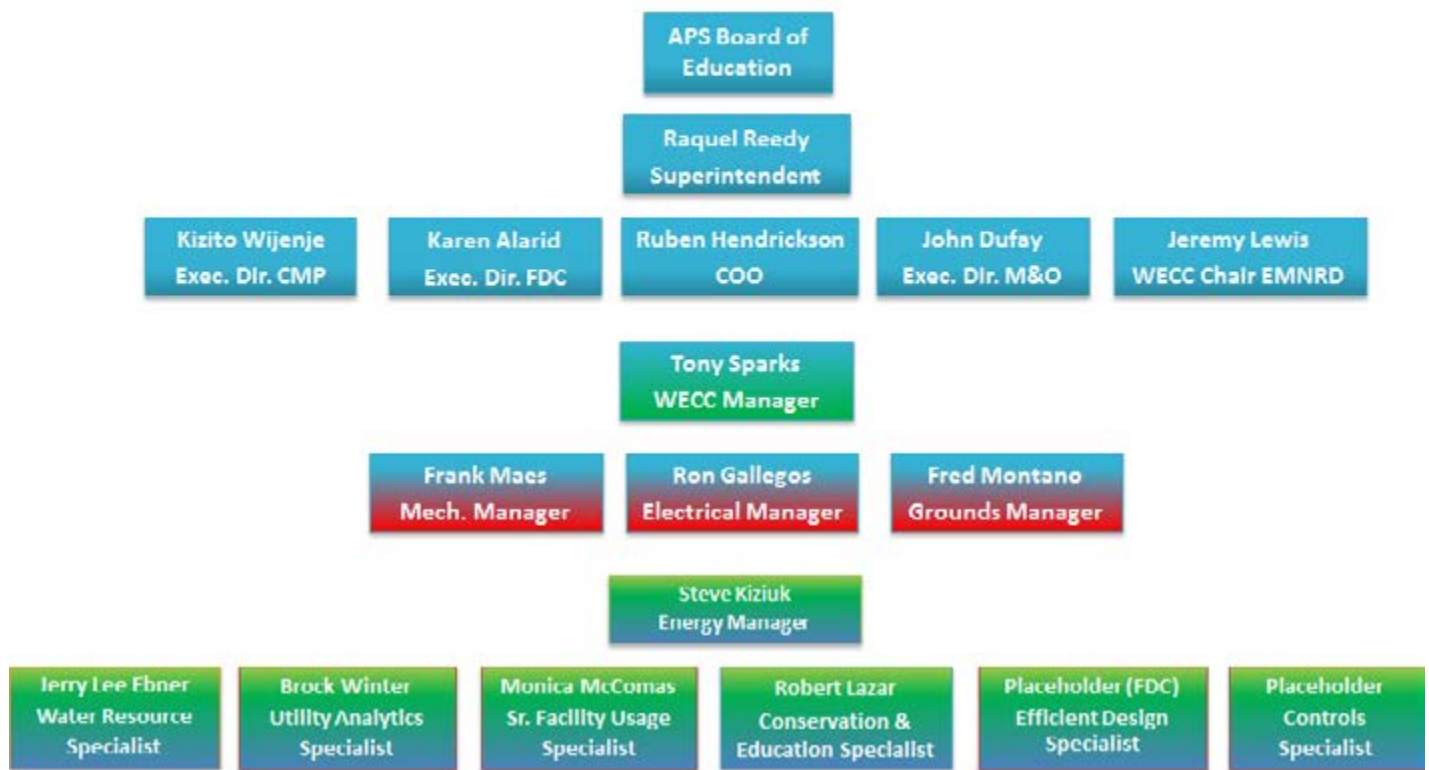 APS Board of
Education
Raquel Reedy
Superintendent
Kizito Wijenje
Exec. Dir. CMP
Karen Alarid
Exec. Dir. FDC
Ruben Hendrickson
COO
John Dufay
Exec. Dir. M&O
Jeremy Lewis
WECC Chair EMNRD
Tony Sparks
WECC Manager
Frank Maes
Mech. Manager
Ron Gallegos
Electrical Manager
Fred Montano
Grounds Manager
Steve Kiziuk
Energy Manager
Jerry Lee Ebner
Water Resource
Specialist
Brock Winter
Utility Analytics
Specialist
Monica McComas
Sr. Facility Usage
Specialist
Robert Lazar
Conservation &
Education Specialist
Placeholder (FDC)
Efficient Design
Specialist
Placeholder
Controls
Specialist